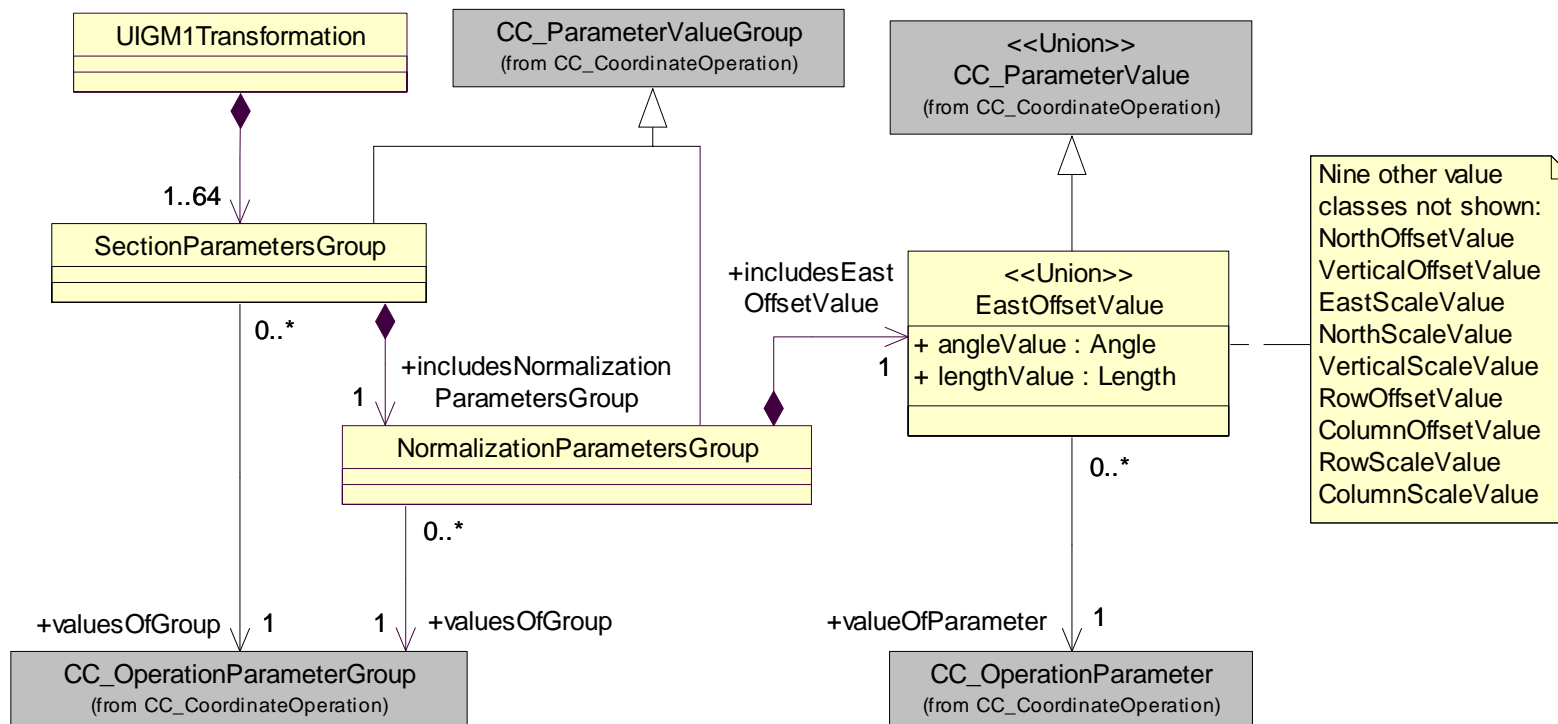 UIGM1Transformation
CC_ParameterValueGroup
(from CC_CoordinateOperation)
<<Union>>
CC_ParameterValue
(from CC_CoordinateOperation)
1..64
SectionParametersGroup
0..*
+includesNormalization
ParametersGroup
1
NormalizationParametersGroup
0..*
+includesEast
OffsetValue
1
<<Union>>
EastOffsetValue
+ angleValue : Angle
+ lengthValue : Length
0..*
Nine other value
classes not shown:
NorthOffsetValue
VerticalOffsetValue
EastScaleValue
NorthScaleValue
VerticalScaleValue
RowOffsetValue
ColumnOffsetValue
RowScaleValue
ColumnScaleValue
+valuesOfGroup
1
1
+valuesOfGroup
+valueOfParameter
1
CC_OperationParameterGroup
(from CC_CoordinateOperation)
CC_OperationParameter
(from CC_CoordinateOperation)